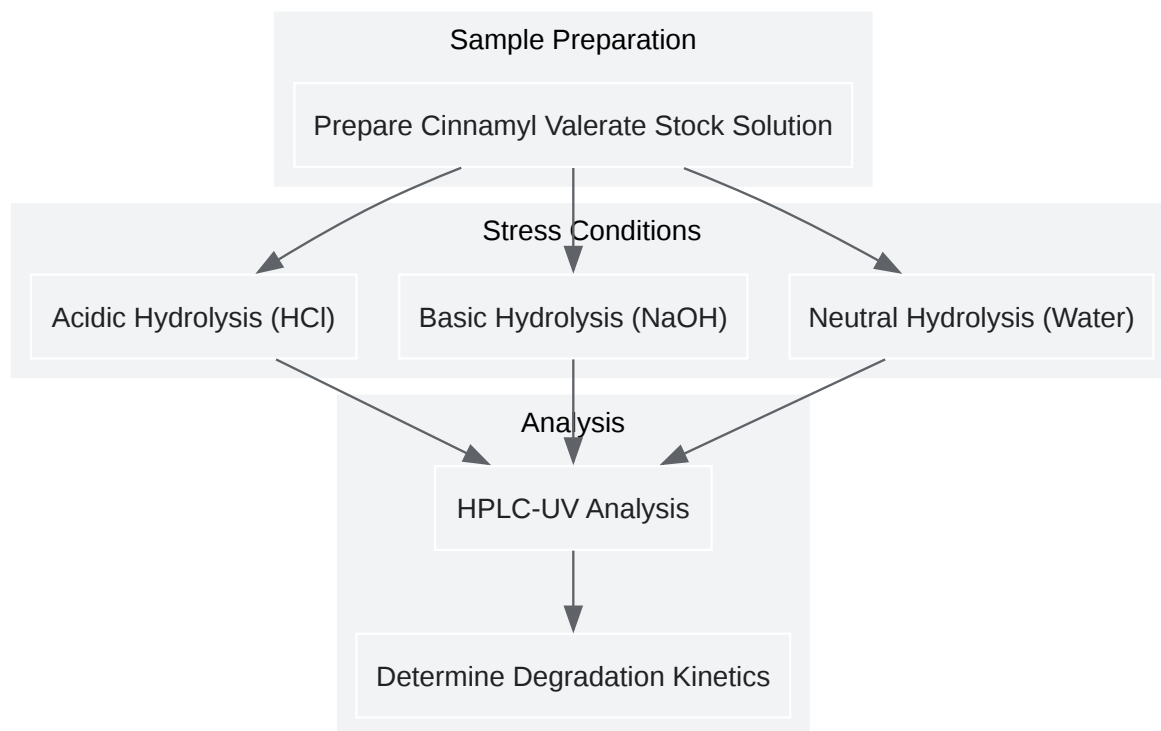 Sample Preparation
Prepare Cinnamyl Valerate Stock Solution
Stress Conditions
Acidic Hydrolysis (HCl)
Basic Hydrolysis (NaOH)
Neutral Hydrolysis (Water)
Analysis
HPLC-UV Analysis
Determine Degradation Kinetics